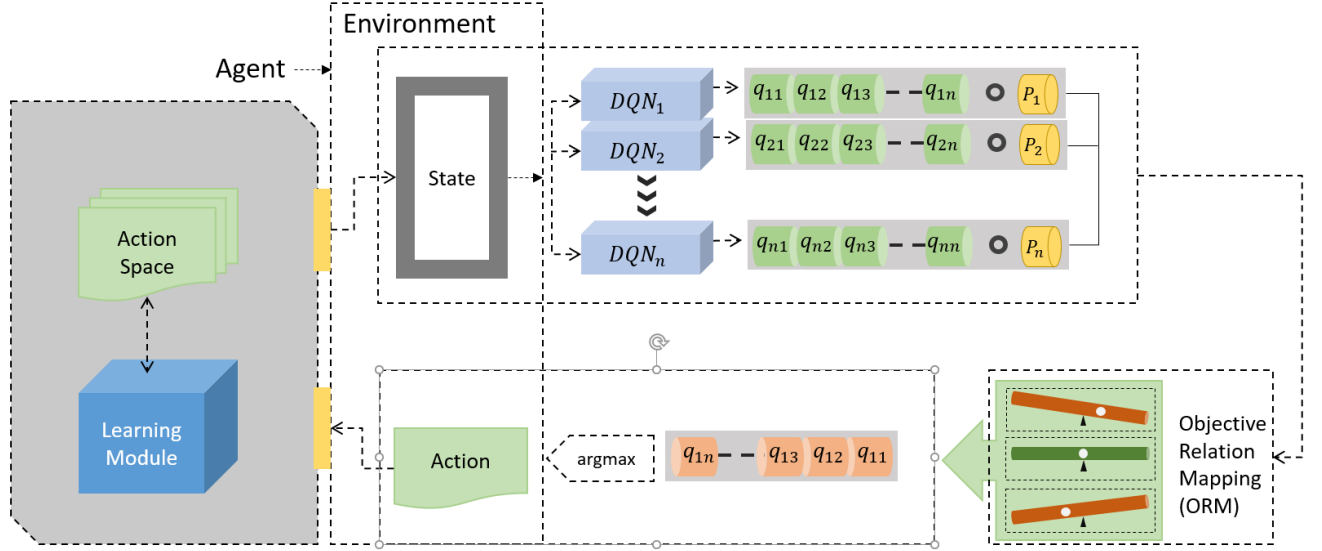 Environment
Agent
State
Action
Space
Learning
Module
DQN₁
q₁₁ q₁₂ q₁₃ q₁ₙ P₁
DQN₂
q₂₁ q₂₂ q₂₃ q₂ₙ P₂
DQNₙ
qₙ₁ qₙ₂ qₙ₃ qₙₙ Pₙ
Action
argmax
q₁ₙ q₁₃ q₁₂ q₁₁
Objective
Relation
Mapping
(ORM)